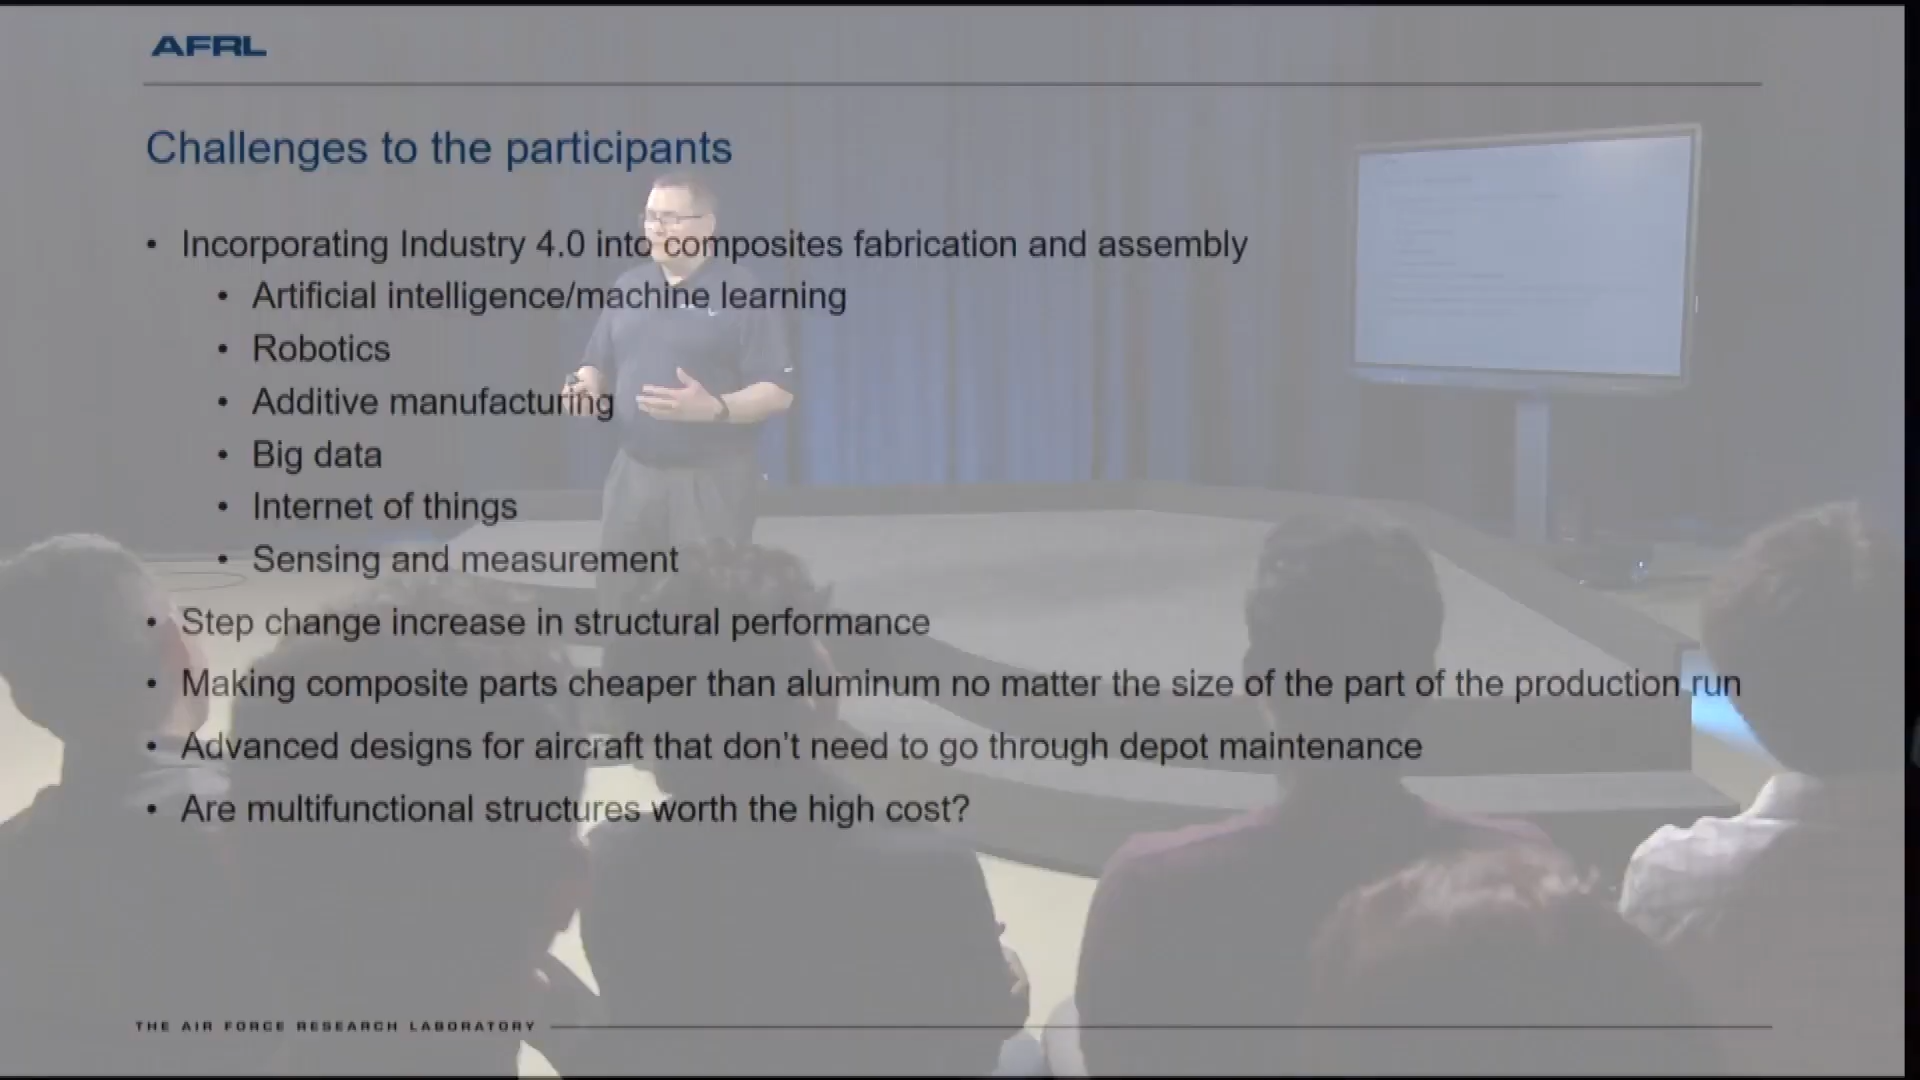 AFRL
Challenges to the participants
• Incorporating Industry 4.0 into composites fabrication and assembly
• Artificial intelligence/machine learning
• Robotics
• Additive manufacturing
• Big data
• Internet of things
• Sensing and measurement
• Step change increase in structural performance
• Making composite parts cheaper than aluminum no matter the size of the part of the production run
• Advanced designs for aircraft that don't need to go through depot maintenance
• Are multifunctional structures worth the high cost?
THE AIR FORCE RESEARCH LABORATORY